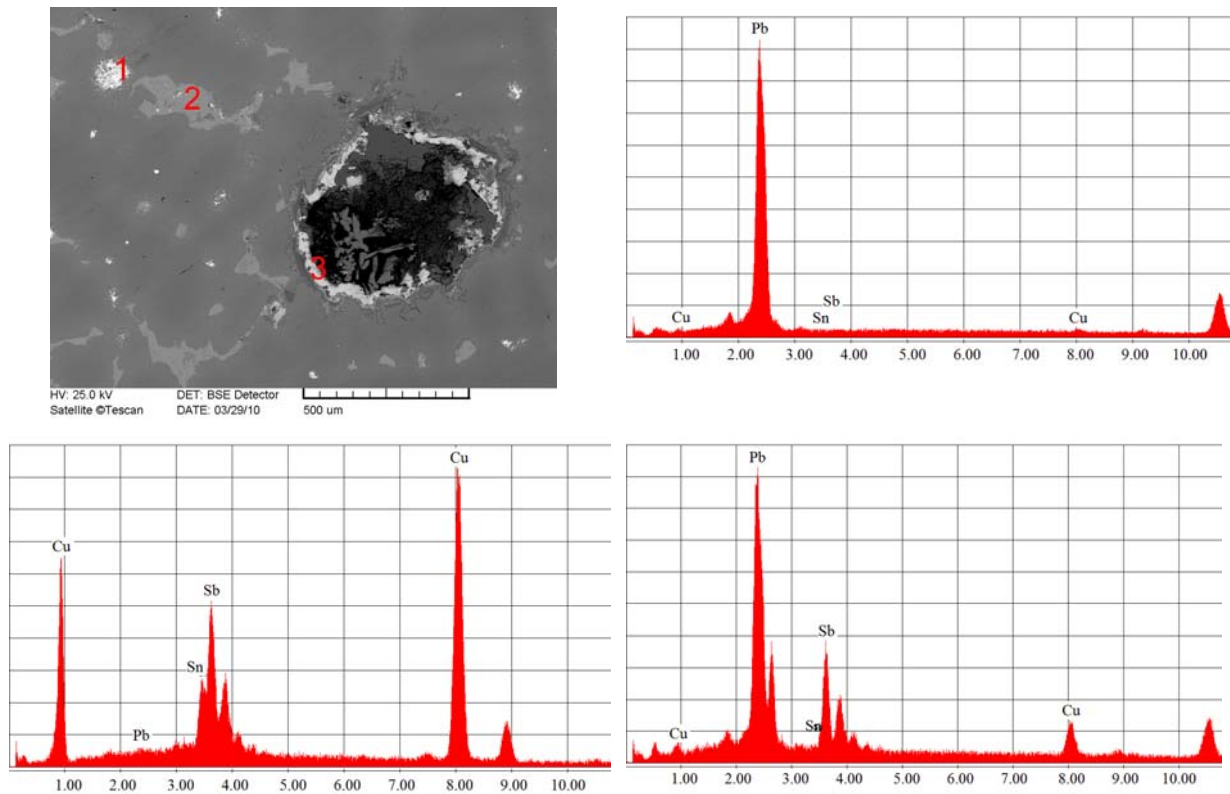 1
2
3
HV: 25.0 kV DET: BSE Detector
Satellite ©Tescan DATE: 03/29/10 500 um
Pb
Sb
Cu Sn Cu
1.00 2.00 3.00 4.00 5.00 6.00 7.00 8.00 9.00 10.00
Cu
Cu
Sb
Sn
Pb
1.00 2.00 3.00 4.00 5.00 6.00 7.00 8.00 9.00 10.00
Pb
Sb
Cu
Sn
Cu
1.00 2.00 3.00 4.00 5.00 6.00 7.00 8.00 9.00 10.00